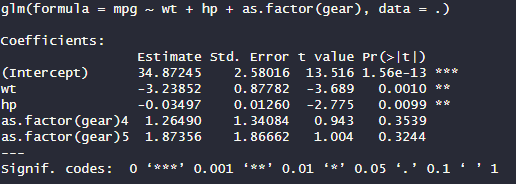 glm(formula = mpg ~ wt + hp + as.factor(gear), data = .)
Coefficients:
Estimate Std. Error t value Pr(>|t|)
(Intercept) 34.87245 2.58016 13.516 1.56e-13 ***
wt -3.23852 0.87782 -3.689 0.0010 **
hp -0.03497 0.01260 -2.775 0.0099 **
as.factor(gear)4 1.26490 1.34084 0.943 0.3539
as.factor(gear)5 1.87356 1.86662 1.004 0.3244
---
Signif. codes: 0 ‘***’ 0.001 ‘**’ 0.01 ‘*’ 0.05 ‘.’ 0.1 ‘ ’ 1